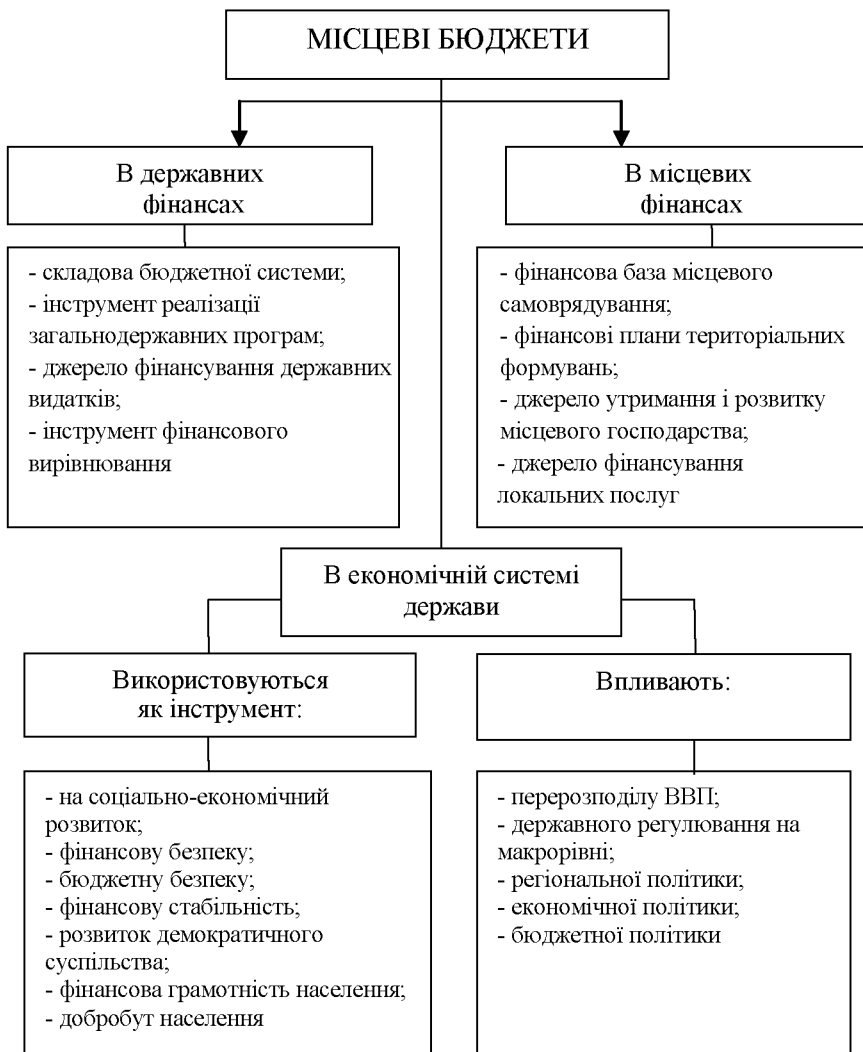 МІСЦЕВІ БЮДЖЕТИ
В державних
фінансах
- складова бюджетної системи;
- інструмент реалізації
загальнодержавних програм;
- джерело фінансування державних
видатків;
- інструмент фінансового
вирівнювання
В місцевих
фінансах
- фінансова база місцевого
самоврядування;
- фінансові плани територіальних
формувань;
- джерело утримання і розвитку
місцевого господарства;
- джерело фінансування
локальних послуг
В економічній системі
держави
Використовуються
як інструмент:
- на соціально-економічний
розвиток;
- фінансову безпеку;
- бюджетну безпеку;
- фінансову стабільність;
- розвиток демократичного
суспільства;
- фінансова грамотність населення;
- добробут населення
Впливають:
- перерозподілу ВВП;
- державного регулювання на
макрорівні;
- регіональної політики;
- економічної політики;
- бюджетної політики